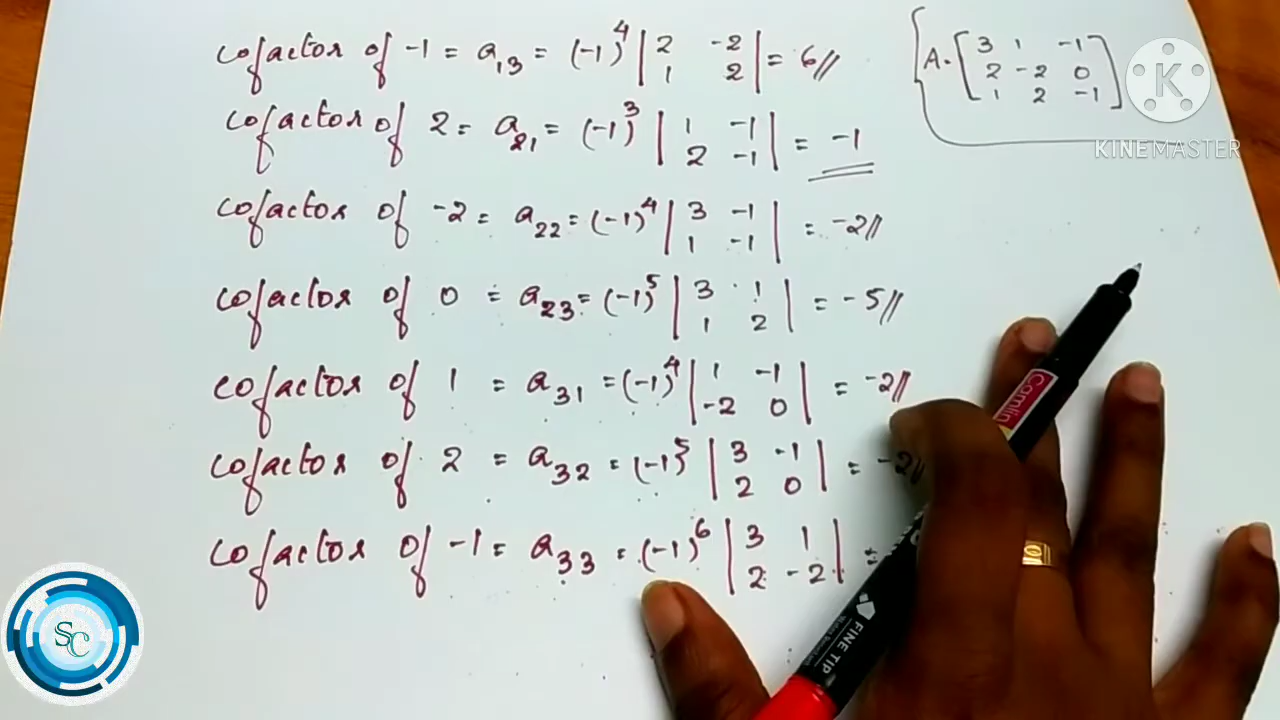 cofactor of -1 = a13 = (-1)^4 | 2 -2 | = 6//
| 1 2 |
A = [ 3 1 -1 ]
[ 2 -2 0 ]
[ 1 2 -1 ]
K
KINEMASTER
cofactor of 2 = a21 = (-1)^3 | 1 -1 | = -1
| 2 -1 |
cofactor of -2 = a22 = (-1)^4 | 3 -1 | = -2//
| 1 -1 |
cofactor of 0 = a23 = (-1)^5 | 3 1 | = -5//
| 1 2 |
cofactor of 1 = a31 = (-1)^4 | 1 -1 | = -2//
| -2 0 |
cofactor of 2 = a32 = (-1)^5 | 3 -1 | = -2//
| 2 0 |
cofactor of -1 = a33 = (-1)^6 | 3 1 | =
| 2 -2 |
Camlin
FINE TIP
SC